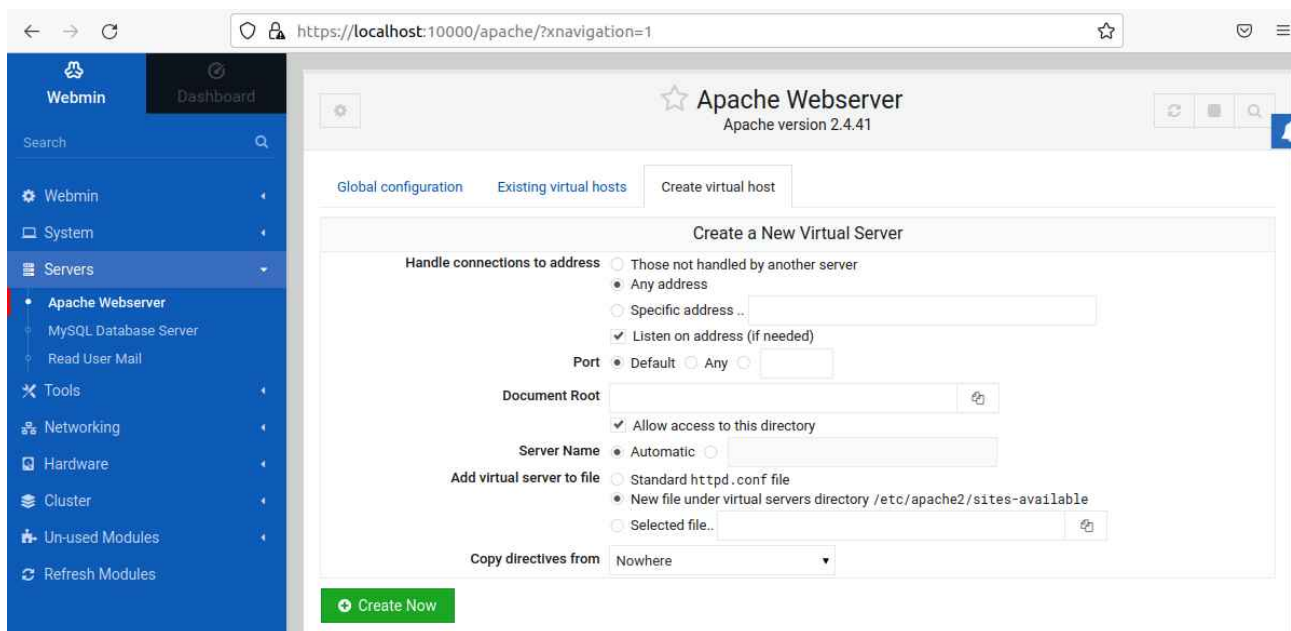 https://localhost:10000/apache/?xnavigation=1
Webmin
Dashboard
Search
Webmin
System
Servers
Apache Webserver
MySQL Database Server
Read User Mail
Tools
Networking
Hardware
Cluster
Un-used Modules
Refresh Modules
Apache Webserver
Apache version 2.4.41
Global configuration Existing virtual hosts Create virtual host
Create a New Virtual Server
Handle connections to address Those not handled by another server
Any address
Specific address ..
Listen on address (if needed)
Port Default Any
Document Root
Allow access to this directory
Server Name Automatic
Add virtual server to file Standard httpd.conf file
New file under virtual servers directory /etc/apache2/sites-available
Selected file..
Copy directives from Nowhere
Create Now